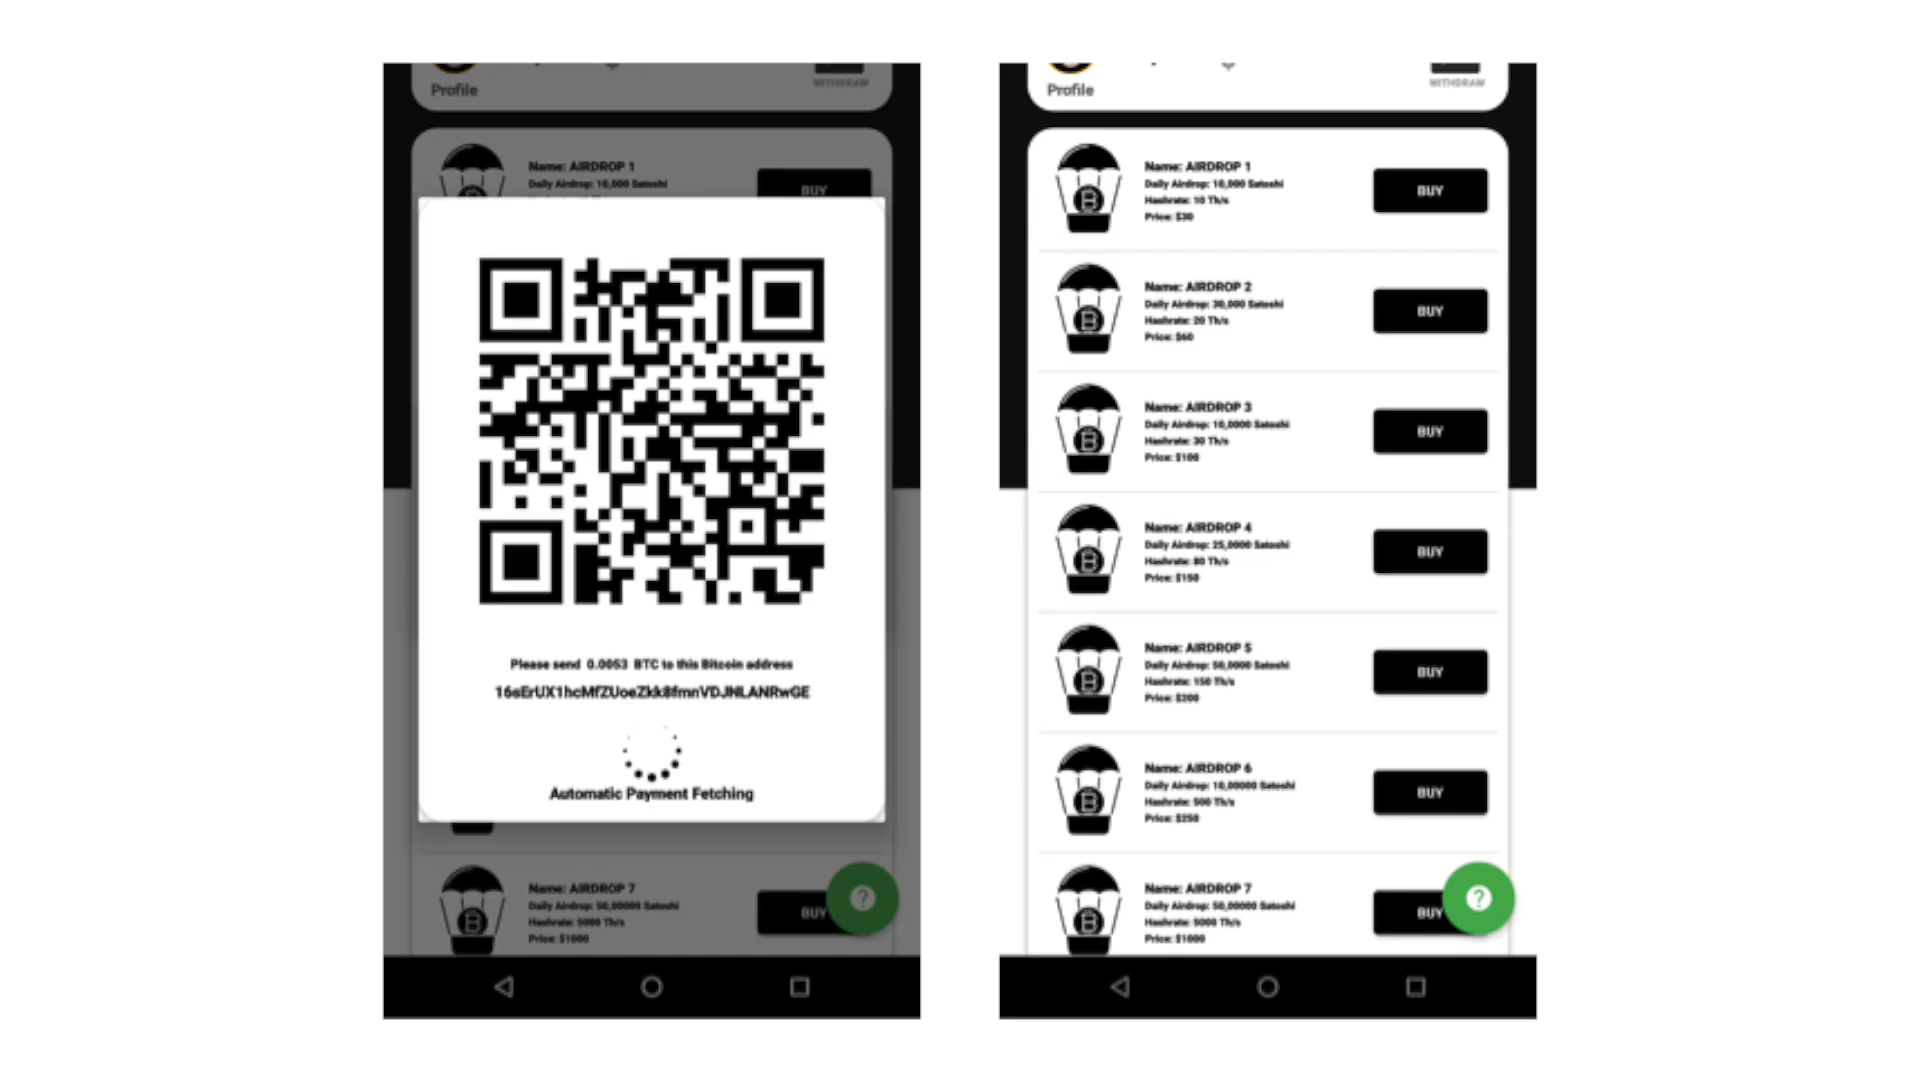 Profile
WITHDRAW
Name: AIRDROP 1
Daily Airdrop: 10,000 Satoshi
BUY
Please send 0.0053 BTC to this Bitcoin address
16sErUX1hcMfZUoeZkk8fmnVDJNLANRwGE
Automatic Payment Fetching
Name: AIRDROP 7
Daily Airdrop: 50,00000 Satoshi
Hashrate: 5000 Th/s
Price: $1000
BUY
Profile
WITHDRAW
Name: AIRDROP 1
Daily Airdrop: 10,000 Satoshi
Hashrate: 10 Th/s
Price: $30
BUY
Name: AIRDROP 2
Daily Airdrop: 30,000 Satoshi
Hashrate: 20 Th/s
Price: $60
BUY
Name: AIRDROP 3
Daily Airdrop: 10,0000 Satoshi
Hashrate: 30 Th/s
Price: $100
BUY
Name: AIRDROP 4
Daily Airdrop: 25,0000 Satoshi
Hashrate: 80 Th/s
Price: $150
BUY
Name: AIRDROP 5
Daily Airdrop: 50,0000 Satoshi
Hashrate: 150 Th/s
Price: $200
BUY
Name: AIRDROP 6
Daily Airdrop: 10,00000 Satoshi
Hashrate: 500 Th/s
Price: $250
BUY
Name: AIRDROP 7
Daily Airdrop: 50,00000 Satoshi
Hashrate: 5000 Th/s
Price: $1000
BUY